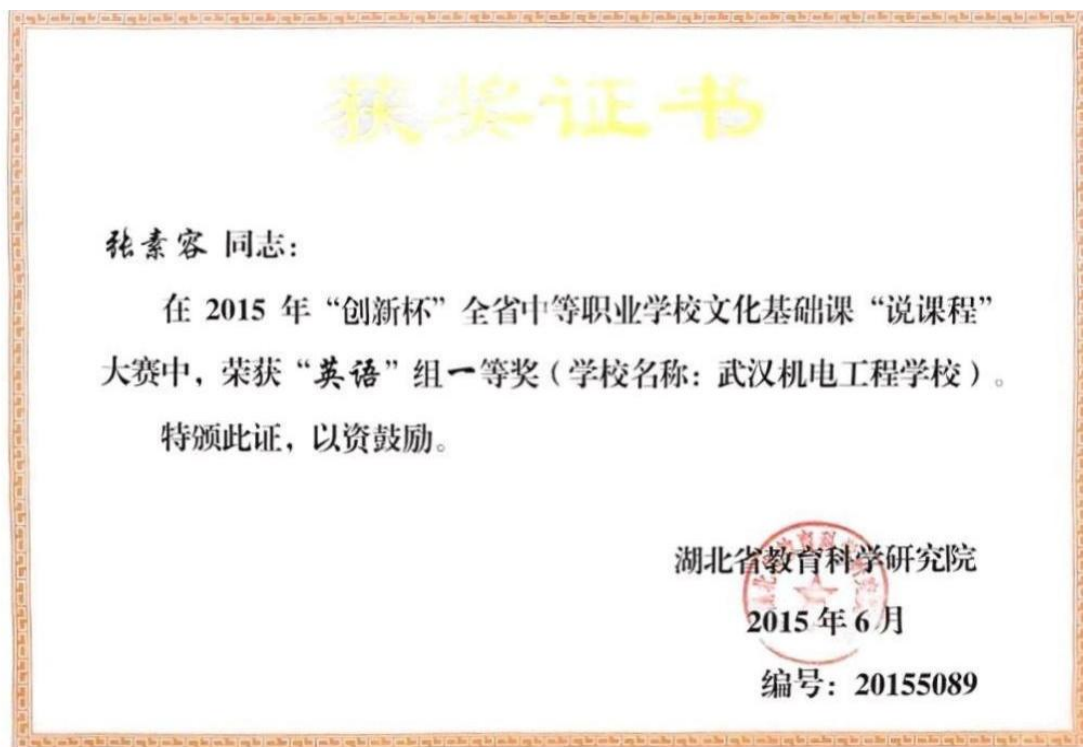 获奖证书
张素容 同志：
在 2015 年“创新杯”全省中等职业学校文化基础课“说课程”
大赛中，荣获“英语”组一等奖（学校名称：武汉机电工程学校）。
特颁此证，以资鼓励。
湖北省教育科学研究院
2015 年 6 月
编号：20155089